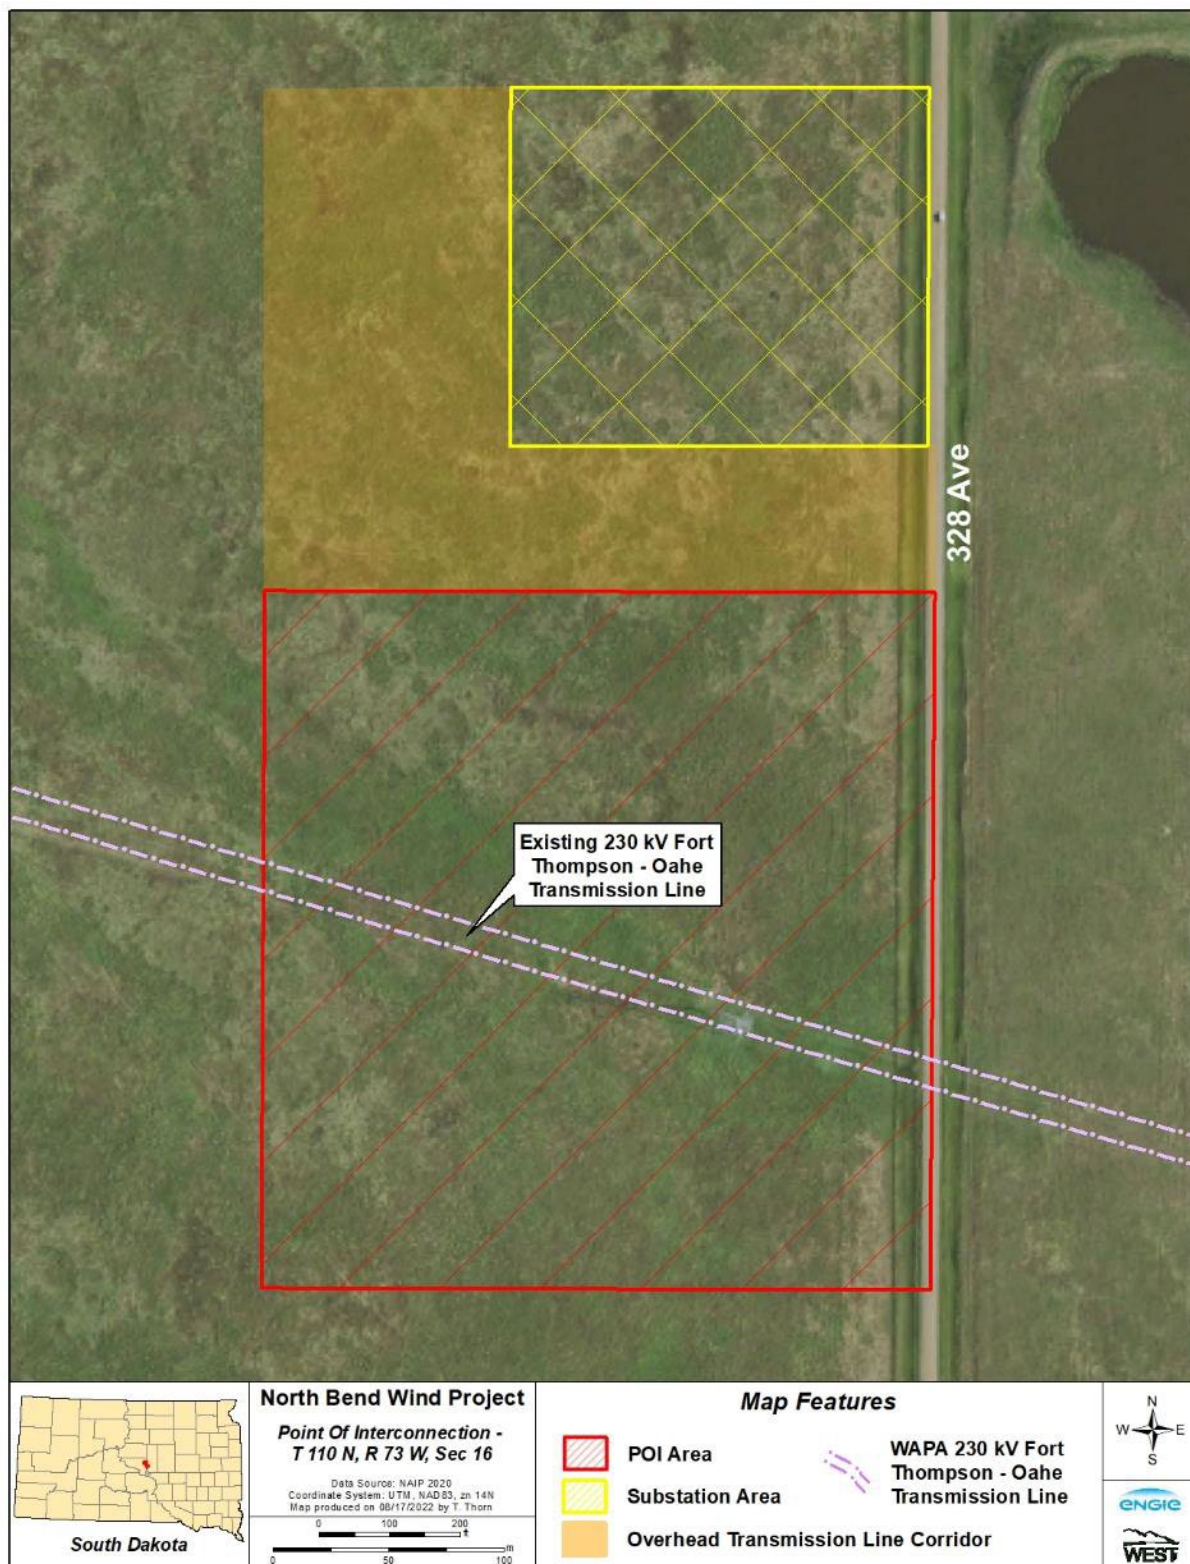 328 Ave
Existing 230 kV Fort
Thompson - Oahe
Transmission Line
South Dakota
North Bend Wind Project
Point Of Interconnection -
T 110 N, R 73 W, Sec 16
Data Source: NAIP 2020
Coordinate System: UTM, NAD83, zn 14N
Map produced on 08/17/2022 by T. Thorn
0 100 200
ft
m
0 50 100
Map Features
POI Area
Substation Area
Overhead Transmission Line Corridor
WAPA 230 kV Fort
Thompson - Oahe
Transmission Line
N
W E
S
ENGIE
WEST